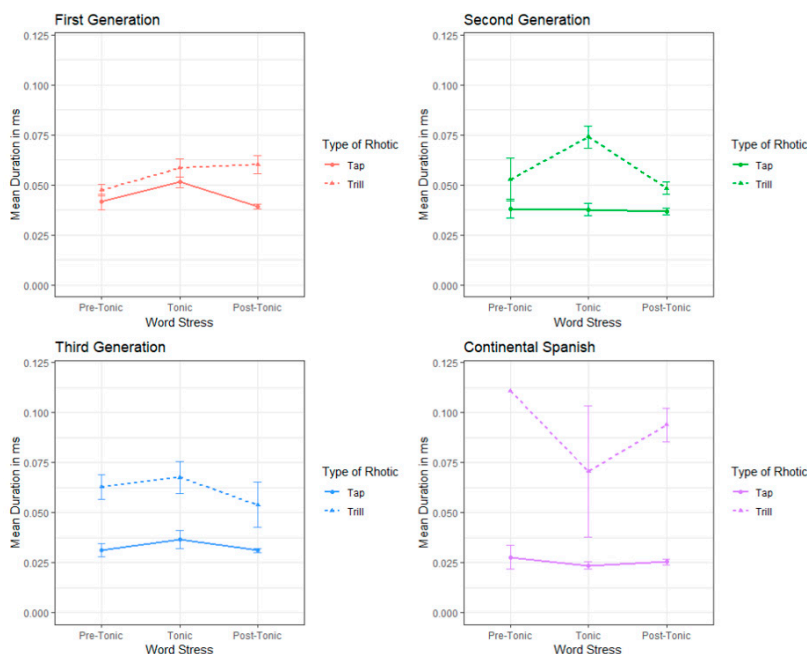 First Generation
0.125
0.100
0.075
0.050
0.025
0.000
Mean Duration in ms
Pre-Tonic Tonic Post-Tonic
Word Stress
Type of Rhotic
Tap
Trill
Second Generation
0.125
0.100
0.075
0.050
0.025
0.000
Mean Duration in ms
Pre-Tonic Tonic Post-Tonic
Word Stress
Type of Rhotic
Tap
Trill
Third Generation
0.125
0.100
0.075
0.050
0.025
0.000
Mean Duration in ms
Pre-Tonic Tonic Post-Tonic
Word Stress
Type of Rhotic
Tap
Trill
Continental Spanish
0.125
0.100
0.075
0.050
0.025
0.000
Mean Duration in ms
Pre-Tonic Tonic Post-Tonic
Word Stress
Type of Rhotic
Tap
Trill